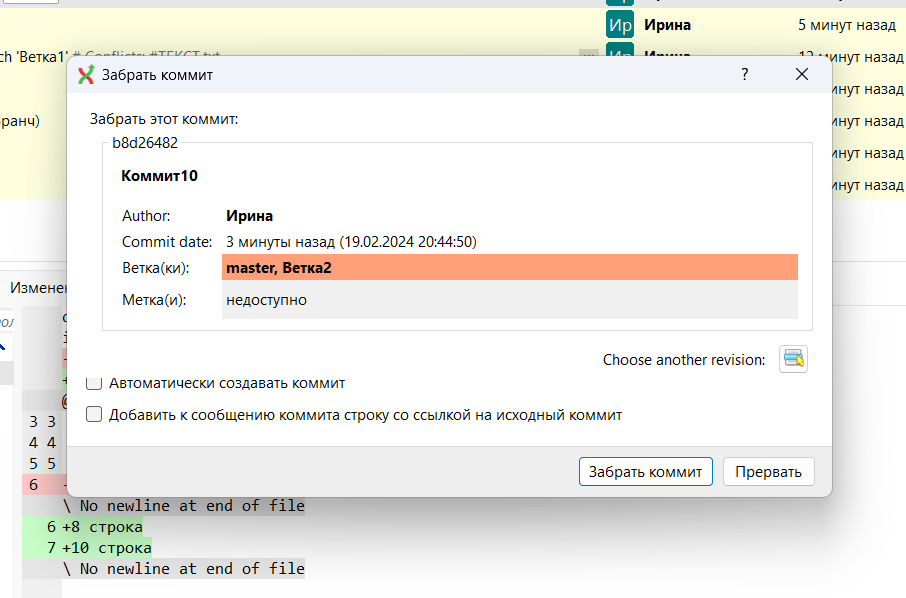 Ир Ирина 5 минут назад
ch 'Ветка1' # Conflicts: #ТЕКСТ.txt ... Ир Ирина 12 минут назад
минут назад
ранч) минут назад
минут назад
минут назад
Забрать коммит ?
Забрать этот коммит:
b8d26482
Коммит10
Author: Ирина
Commit date: 3 минуты назад (19.02.2024 20:44:50)
Ветка(ки): master, Ветка2
Метка(и): недоступно
Choose another revision:
Автоматически создавать коммит
Добавить к сообщению коммита строку со ссылкой на исходный коммит
Забрать коммит Прервать
Изменен
@
3 3
4 4
5 5
6 -
\ No newline at end of file
6 +8 строка
7 +10 строка
\ No newline at end of file